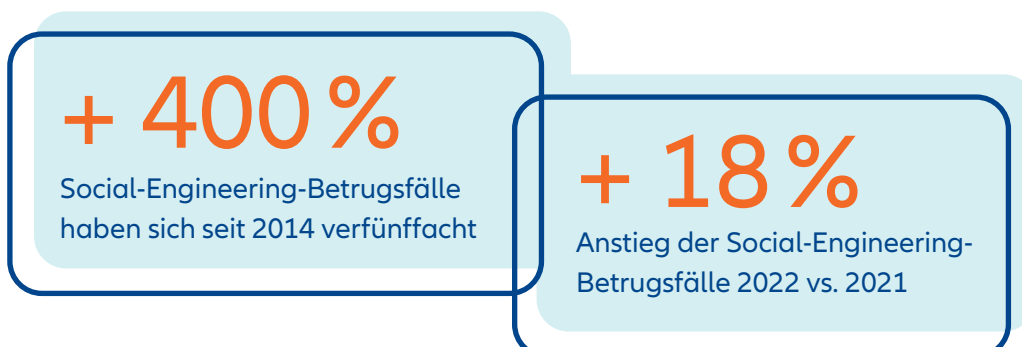 + 400 %
Social-Engineering-Betrugsfälle
haben sich seit 2014 verfünffacht
+ 18 %
Anstieg der Social-Engineering-
Betrugsfälle 2022 vs. 2021